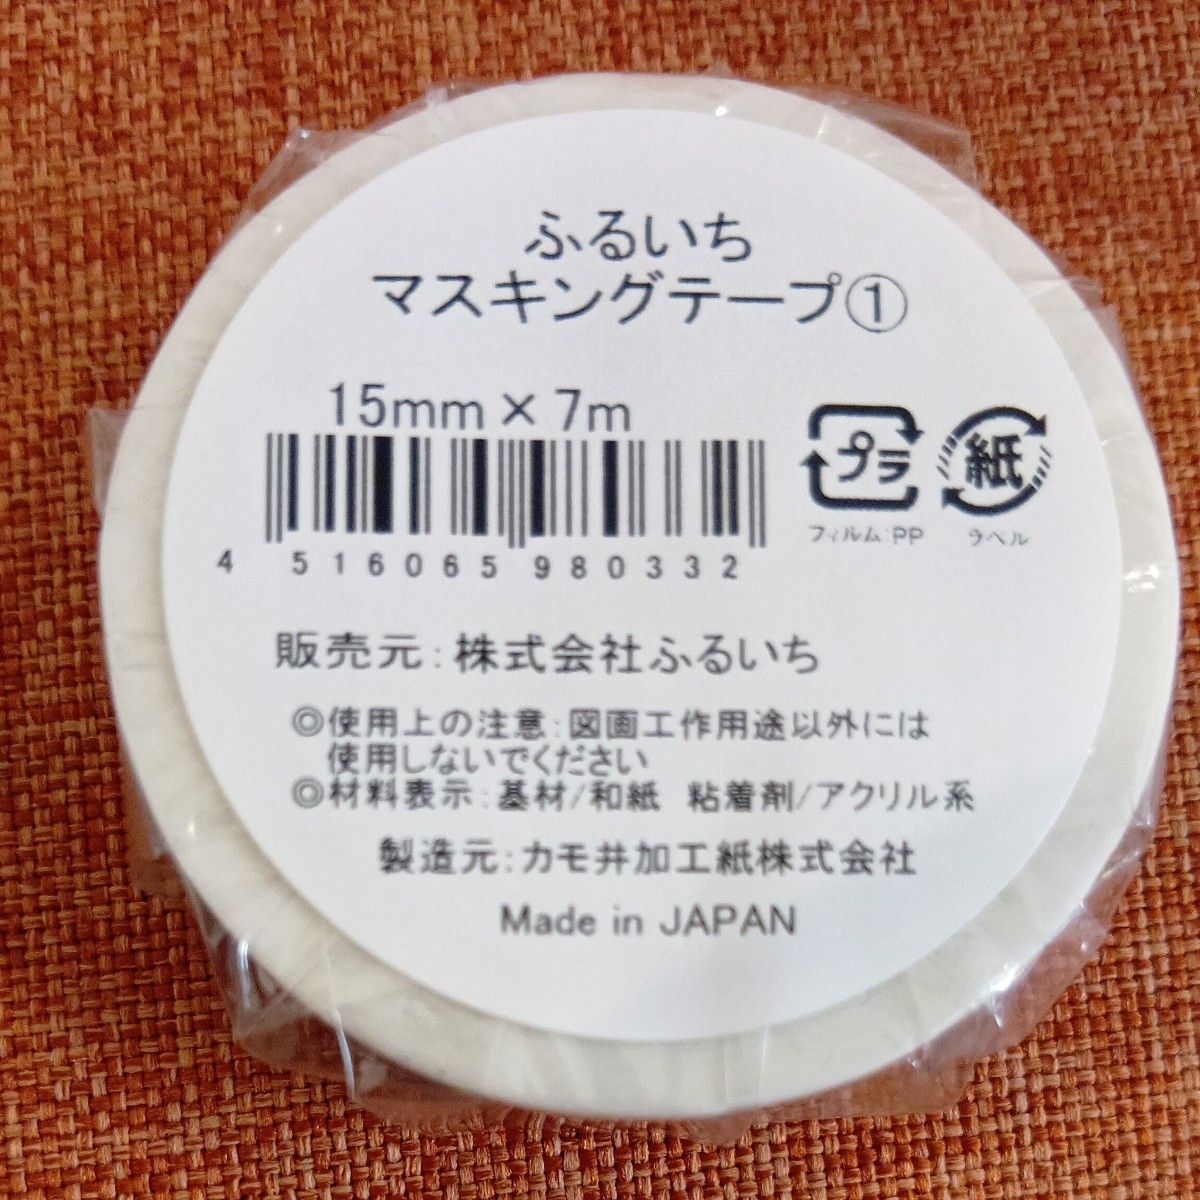 ふるいち
マスキングテープ①
15mm×7m
プラ 紙
フィルム:PP ラベル
4 516065 980332
販売元:株式会社ふるいち
◎使用上の注意:図画工作用途以外には
使用しないでください
◎材料表示:基材/和紙 粘着剤/アクリル系
製造元:カモ井加工紙株式会社
Made in JAPAN